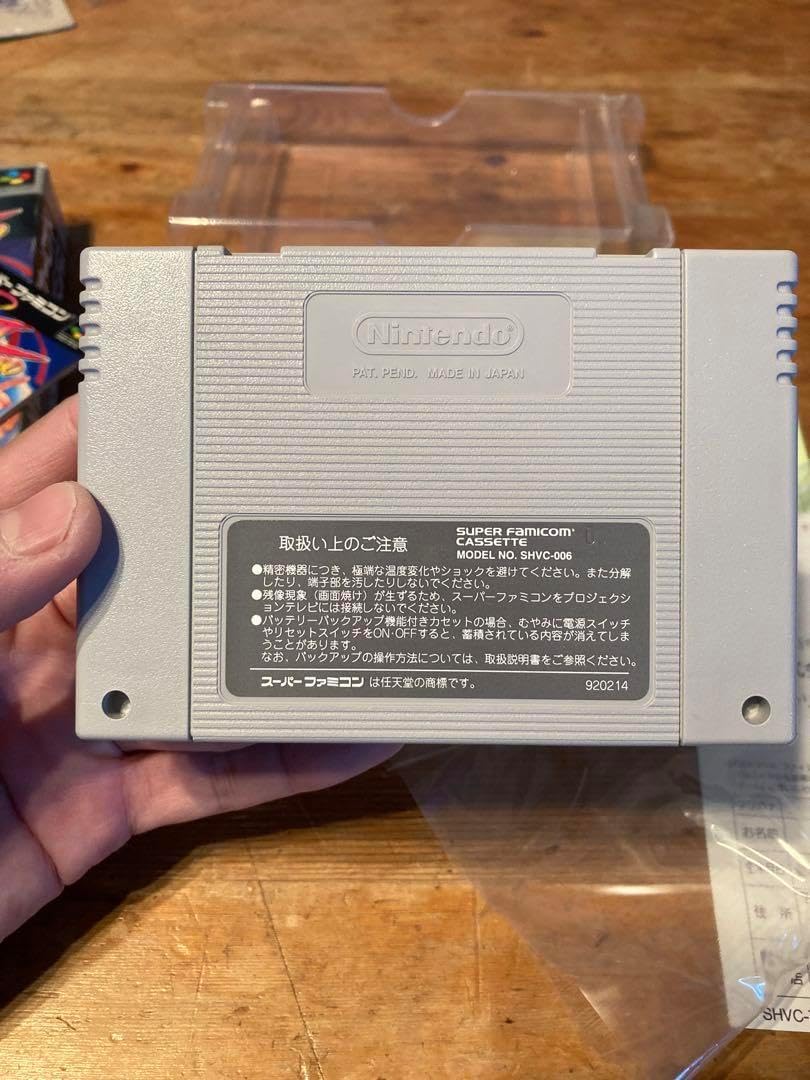 Nintendo®
PAT. PEND. MADE IN JAPAN
取扱い上のご注意
SUPER FAMICOM
CASSETTE
MODEL NO. SHVC-006
●精密機器につき、極端な温度変化やショックを避けてください。また分解
したり、端子部を汚したりしないでください。
●残像現象(画面焼け)が生ずるため、スーパーファミコンをプロジェクシ
ョンテレビには接続しないでください。
●バッテリーバックアップ機能付きカセットの場合、むやみに電源スイッチ
やリセットスイッチをON・OFFすると、蓄積されている内容が消えてしま
うことがあります。
なお、バックアップの操作方法については、取扱説明書をご参照ください。
スーパーファミコンは任天堂の商標です。
920214
ファミコン
お名前
住所
SHVC-